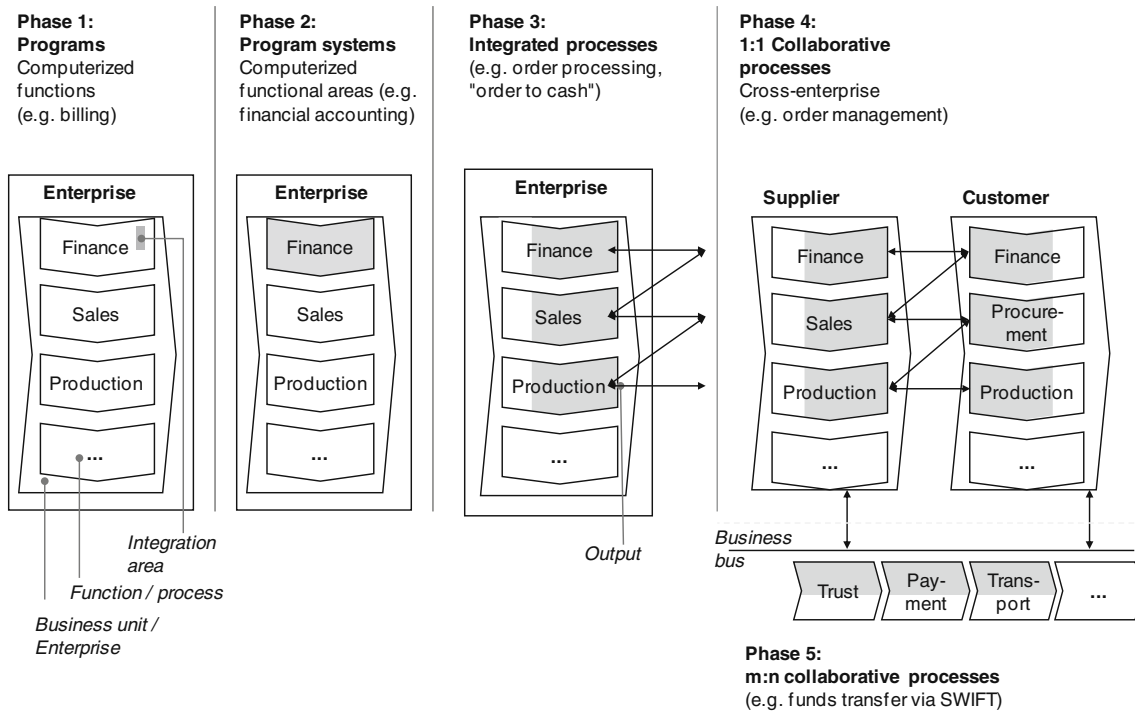 Phase 1:
Programs
Computerized
functions
(e.g. billing)
Phase 2:
Program systems
Computerized
functional areas (e.g.
financial accounting)
Phase 3:
Integrated processes
(e.g. order processing,
"order to cash")
Phase 4:
1:1 Collaborative
processes
Cross-enterprise
(e.g. order management)
Enterprise
Finance
Sales
Production
...
Integration
area
Function / process
Business unit /
Enterprise
Enterprise
Finance
Sales
Production
...
Enterprise
Finance
Sales
Production
...
Output
Supplier
Finance
Sales
Production
...
Customer
Finance
Procure-
ment
Production
...
Business
bus
Trust
Pay-
ment
Trans-
port
...
Phase 5:
m:n collaborative processes
(e.g. funds transfer via SWIFT)